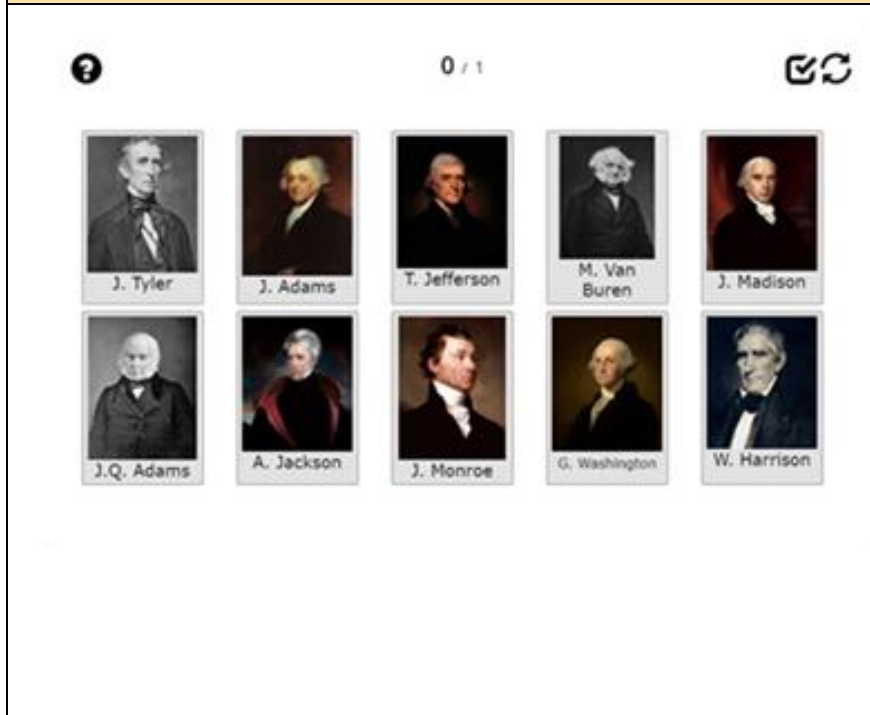 ?
0 / 1
J. Tyler
J. Adams
T. Jefferson
M. Van
Buren
J. Madison
J.Q. Adams
A. Jackson
J. Monroe
G. Washington
W. Harrison